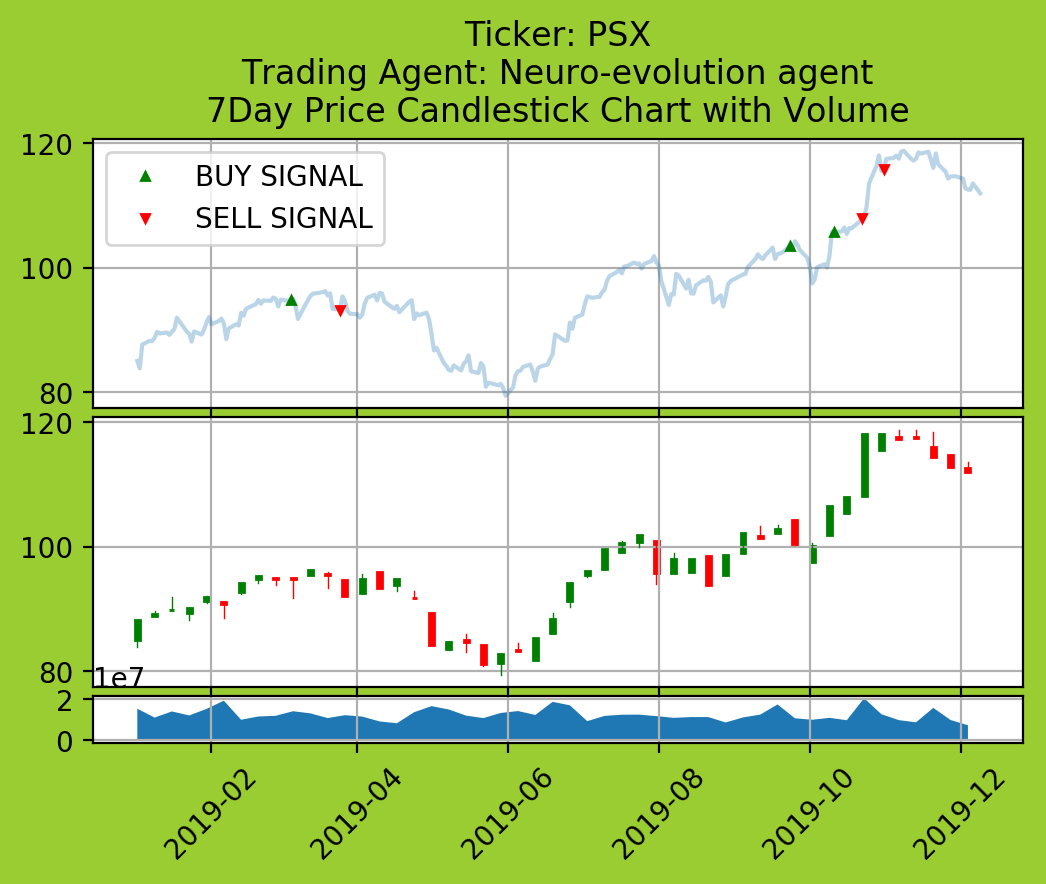 Ticker: PSX
Trading Agent: Neuro-evolution agent
7Day Price Candlestick Chart with Volume
120
100
80
BUY SIGNAL
SELL SIGNAL
120
100
80
1e7
2
0
2019-02
2019-04
2019-06
2019-08
2019-10
2019-12